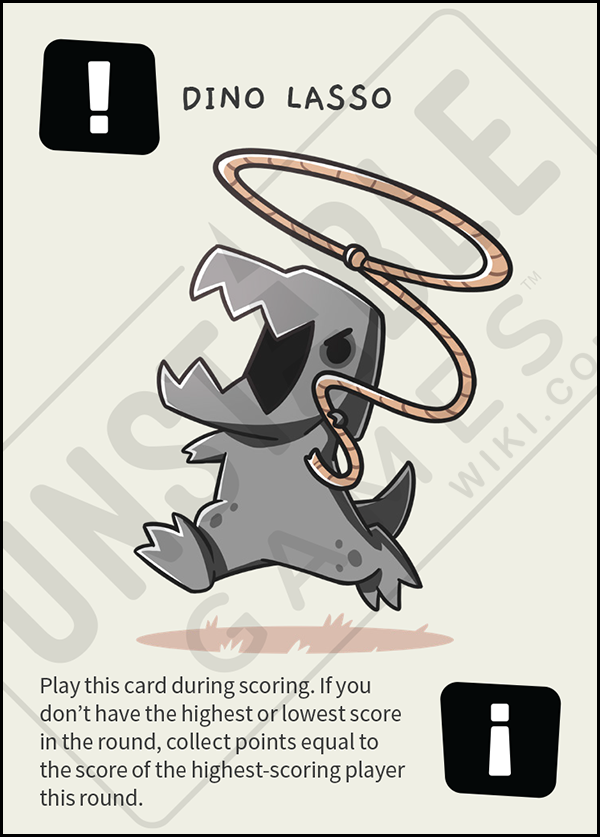 !
DINO LASSO
UNSTABLE
GAMES™
WIKI.CO
Play this card during scoring. If you
don’t have the highest or lowest score
in the round, collect points equal to
the score of the highest-scoring player
this round.
!